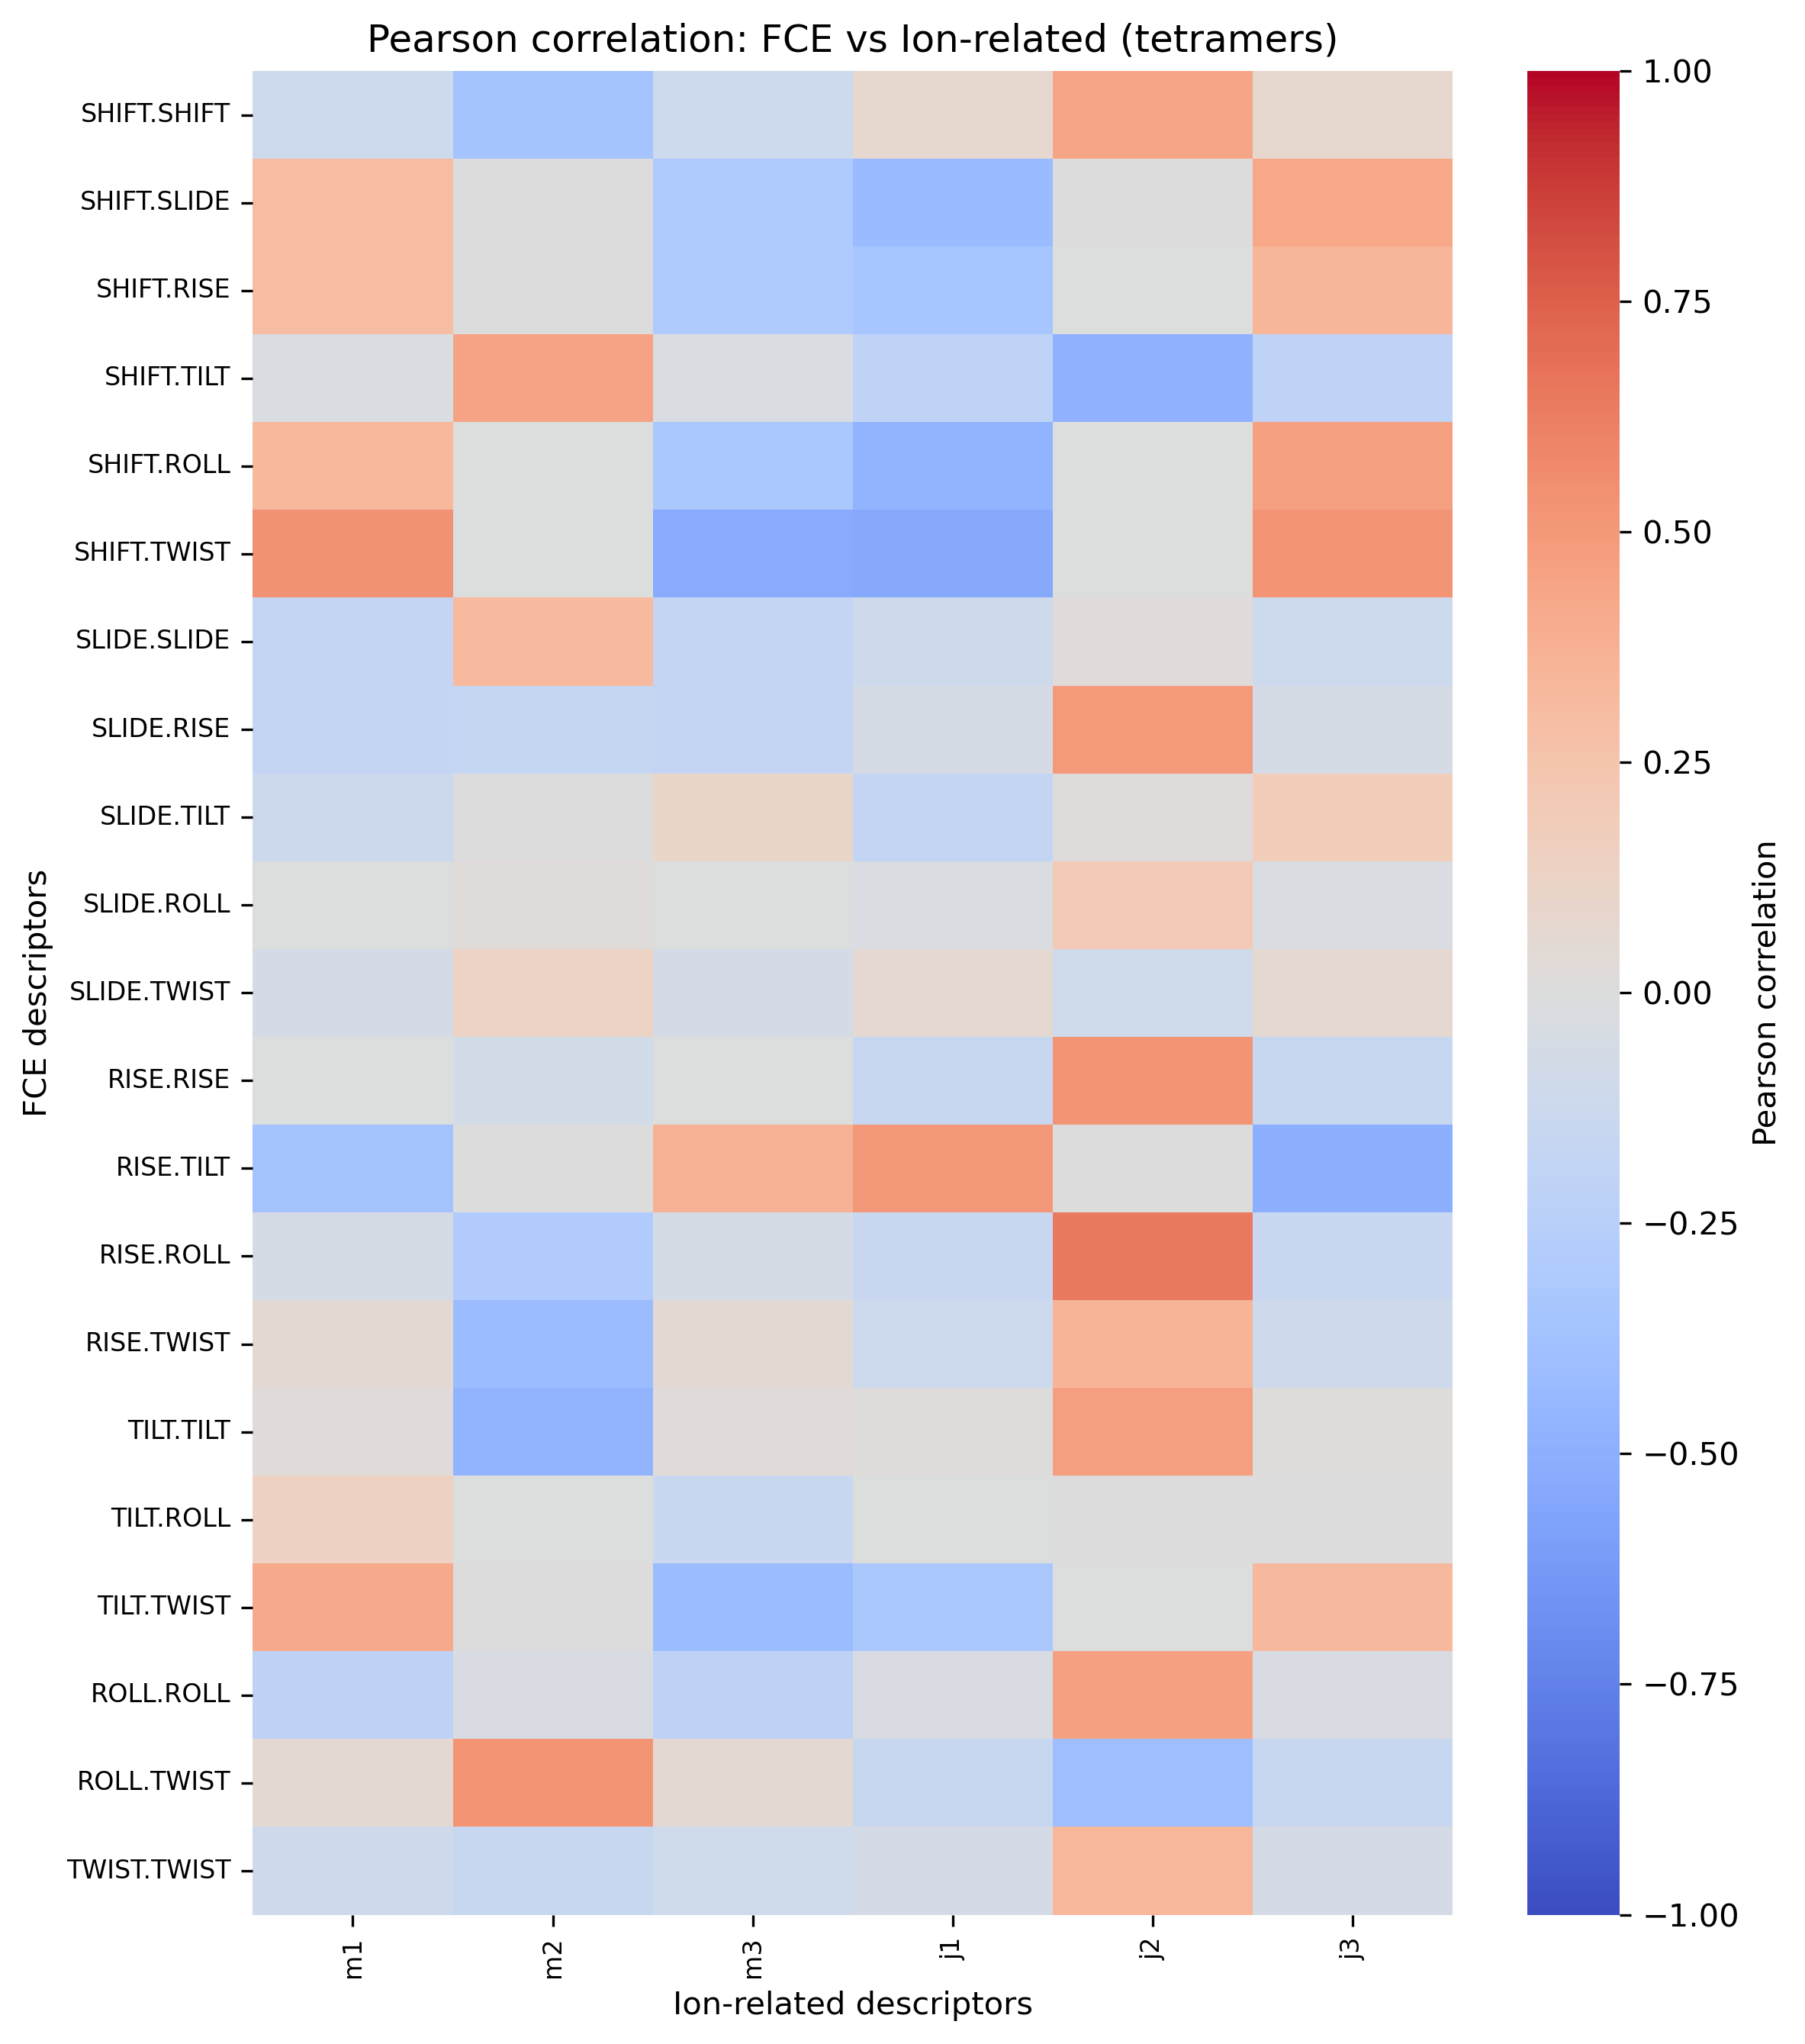 Pearson correlation: FCE vs Ion-related (tetramers)
FCE descriptors
SHIFT.SHIFT
SHIFT.SLIDE
SHIFT.RISE
SHIFT.TILT
SHIFT.ROLL
SHIFT.TWIST
SLIDE.SLIDE
SLIDE.RISE
SLIDE.TILT
SLIDE.ROLL
SLIDE.TWIST
RISE.RISE
RISE.TILT
RISE.ROLL
RISE.TWIST
TILT.TILT
TILT.ROLL
TILT.TWIST
ROLL.ROLL
ROLL.TWIST
TWIST.TWIST
m1
m2
m3
j1
j2
j3
Ion-related descriptors
1.00
0.75
0.50
0.25
0.00
−0.25
−0.50
−0.75
−1.00
Pearson correlation